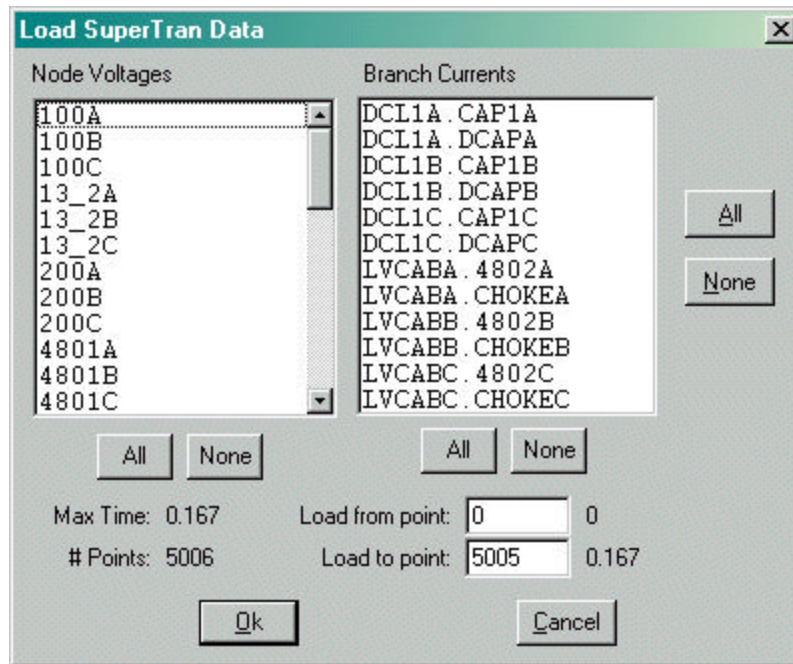 Load SuperTran Data
Node Voltages
100A
100B
100C
13_2A
13_2B
13_2C
200A
200B
200C
4801A
4801B
4801C
All None
Branch Currents
DCL1A.CAP1A
DCL1A.DCAPA
DCL1B.CAP1B
DCL1B.DCAPB
DCL1C.CAP1C
DCL1C.DCAPC
LVCABA.4802A
LVCABA.CHOKEA
LVCABB.4802B
LVCABB.CHOKEB
LVCABC.4802C
LVCABC.CHOKEC
All None
All
None
Max Time: 0.167
# Points: 5006
Load from point: 0 0
Load to point: 5005 0.167
Ok Cancel